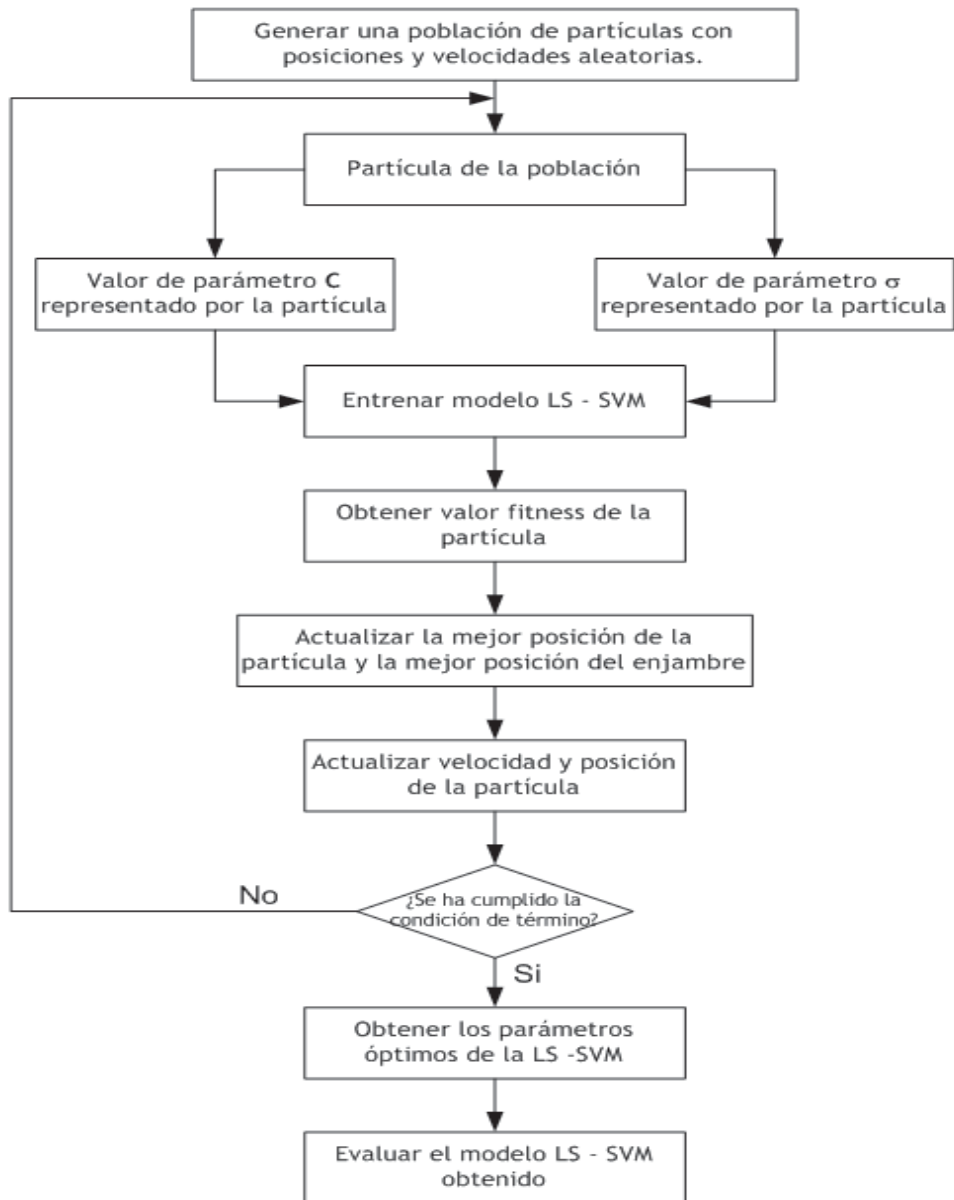 Generar una población de partículas con
posiciones y velocidades aleatorias.
Partícula de la población
Valor de parámetro C
representado por la partícula
Valor de parámetro σ
representado por la partícula
Entrenar modelo LS - SVM
Obtener valor fitness de la
partícula
Actualizar la mejor posición de la
partícula y la mejor posición del enjambre
Actualizar velocidad y posición
de la partícula
¿Se ha cumplido la
condición de término?
No
Si
Obtener los parámetros
óptimos de la LS -SVM
Evaluar el modelo LS - SVM
obtenido